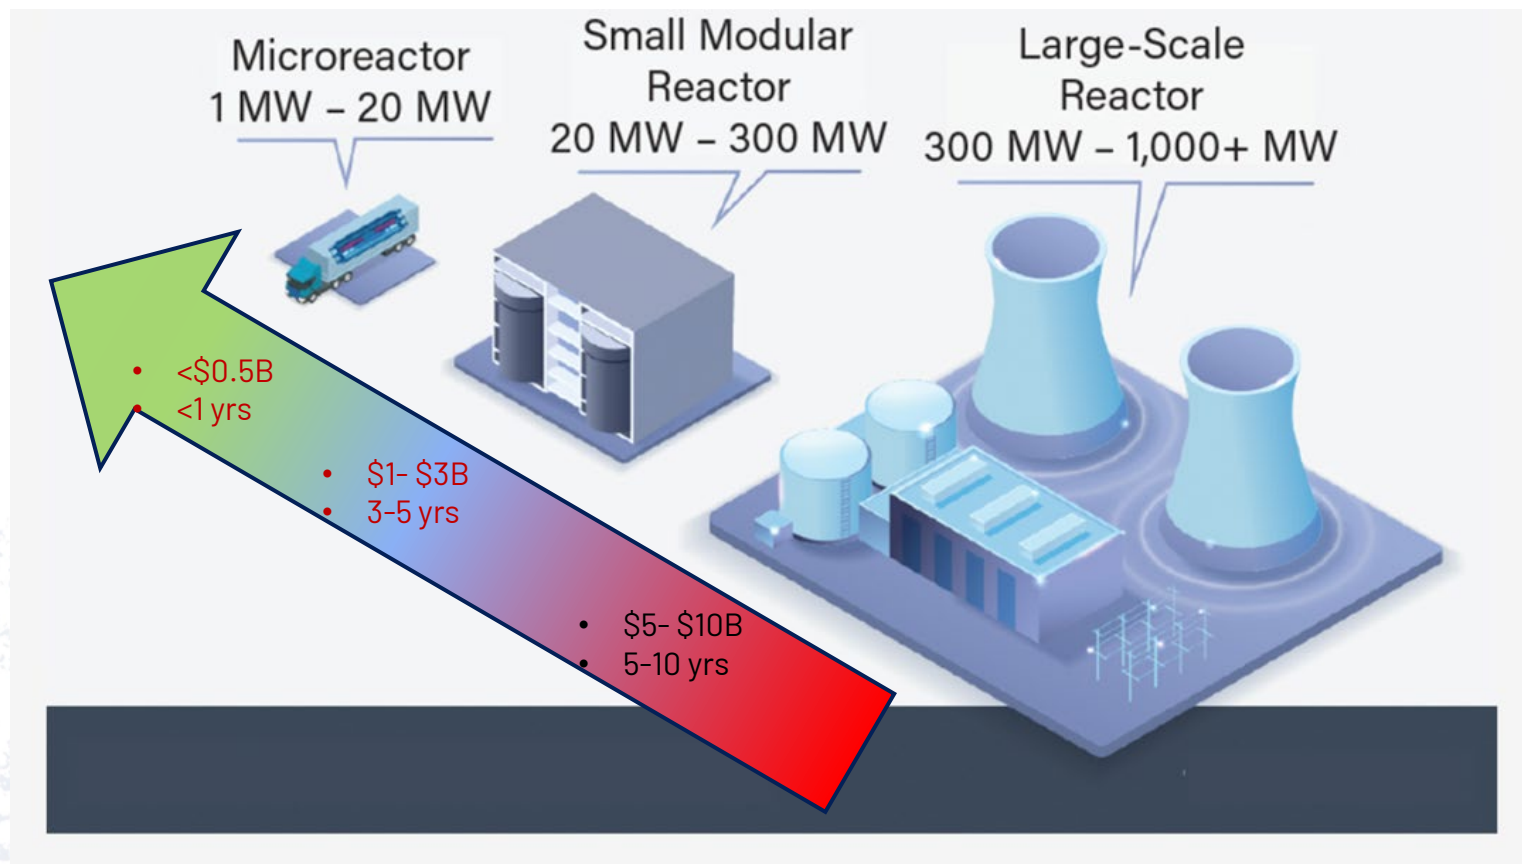 Microreactor
1 MW – 20 MW
Small Modular
Reactor
20 MW – 300 MW
Large-Scale
Reactor
300 MW – 1,000+ MW
• <$0.5B
• <1 yrs
• $1- $3B
• 3-5 yrs
• $5- $10B
• 5-10 yrs